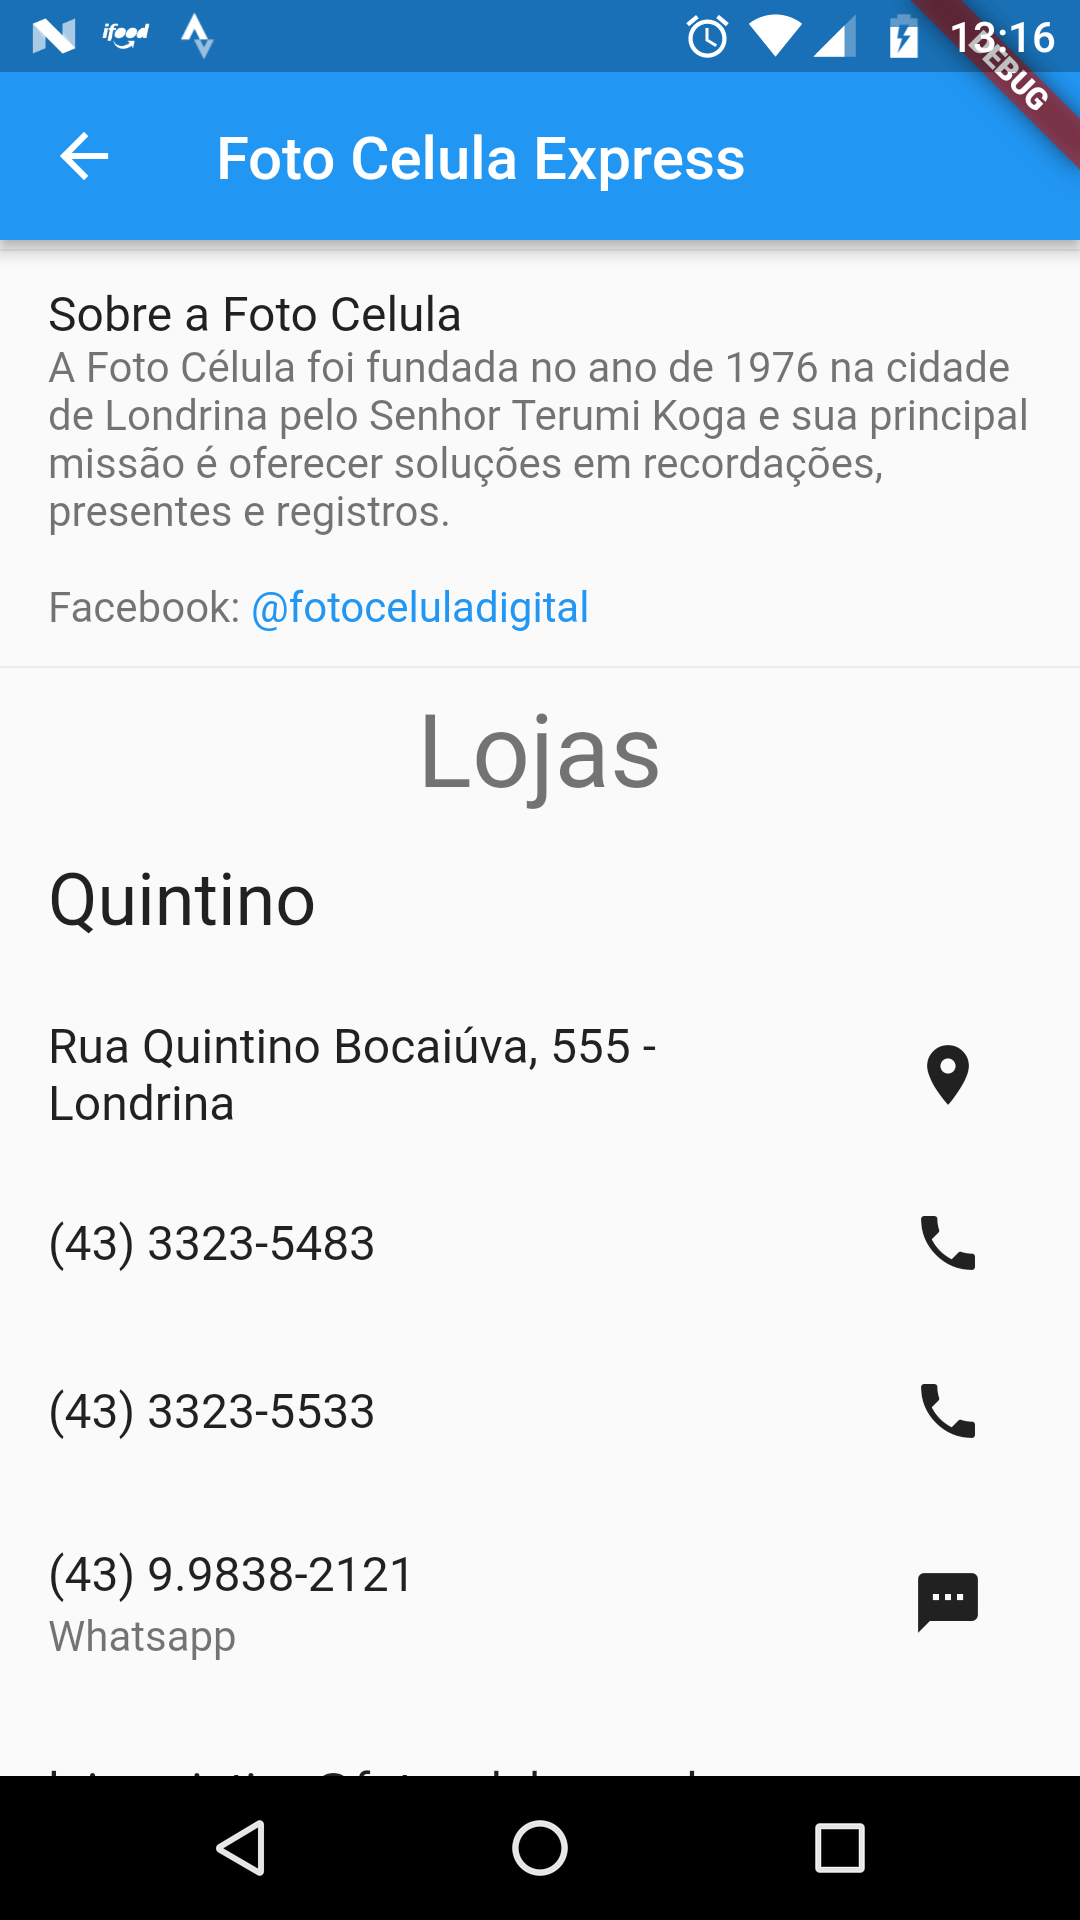 ifood
13:16
DEBUG
Foto Celula Express
Sobre a Foto Celula
A Foto Célula foi fundada no ano de 1976 na cidade
de Londrina pelo Senhor Terumi Koga e sua principal
missão é oferecer soluções em recordações,
presentes e registros.
Facebook: @fotoceluladigital
Lojas
Quintino
Rua Quintino Bocaiúva, 555 -
Londrina
(43) 3323-5483
(43) 3323-5533
(43) 9.9838-2121
Whatsapp